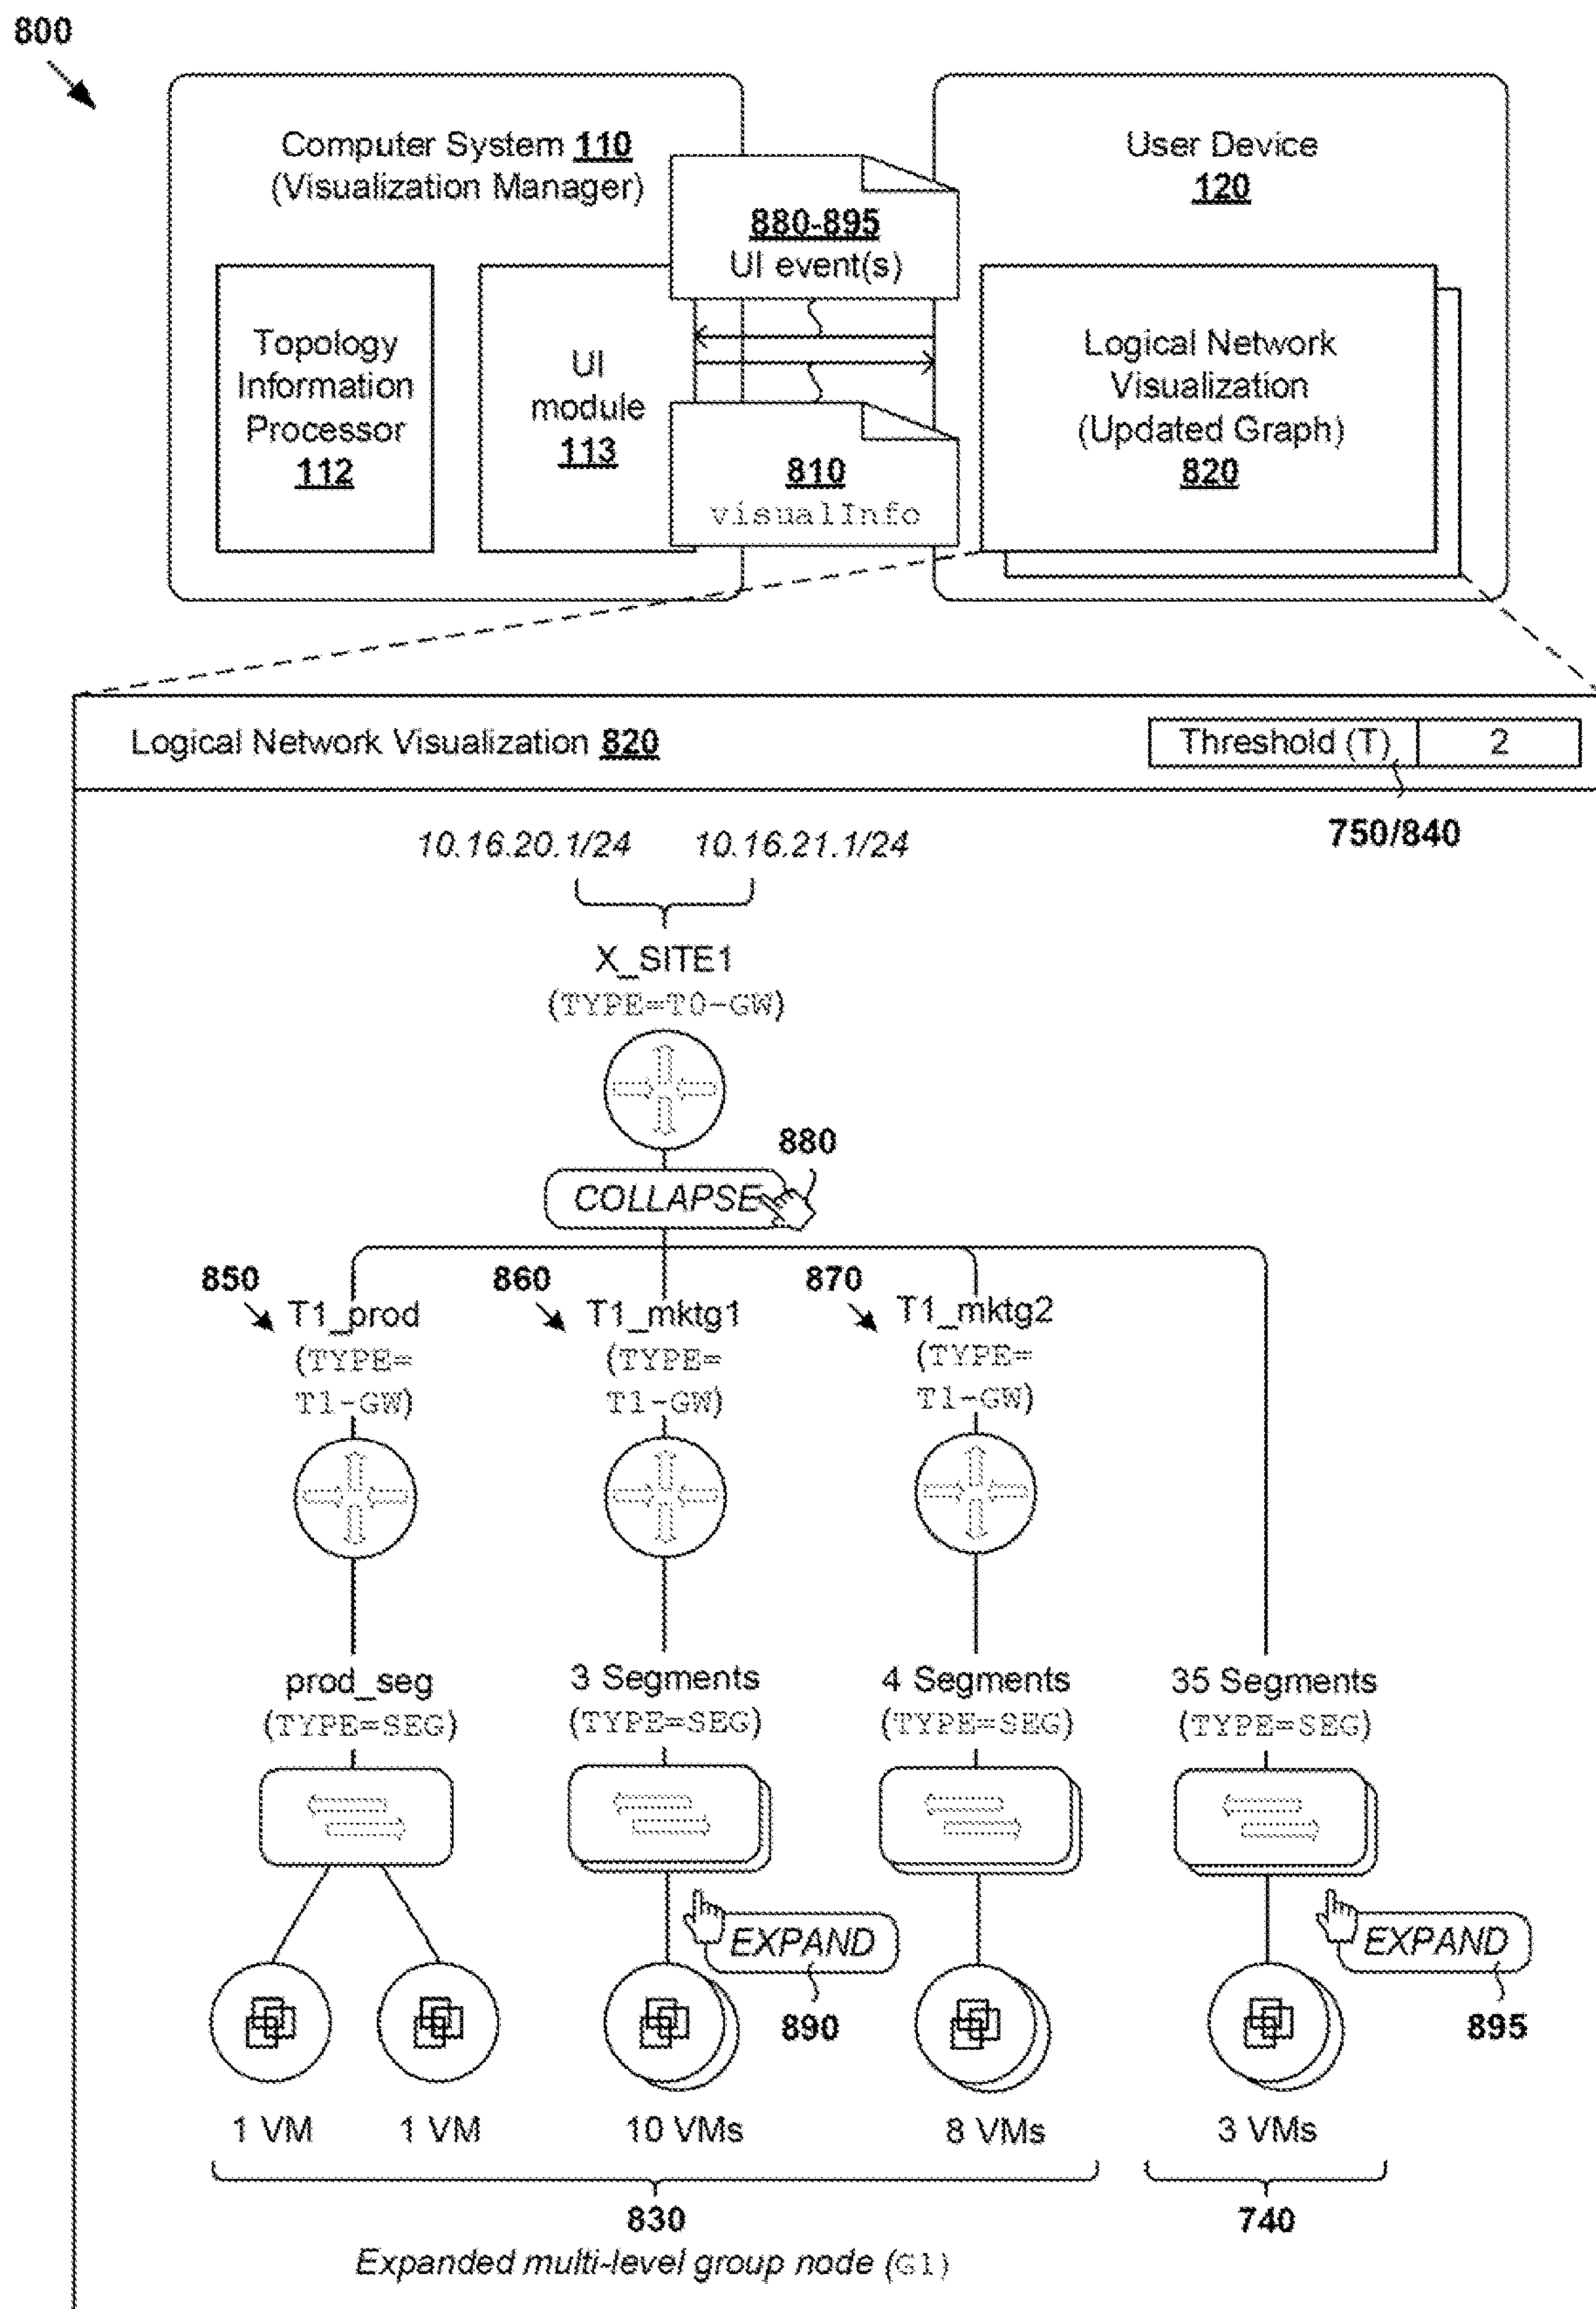 800
Computer System 110
(Visualization Manager)
User Device
120
880-895
UI event(s)
Topology
Information
Processor
112
UI
module
113
810
visualInfo
Logical Network
Visualization
(Updated Graph)
820
Logical Network Visualization 820
Threshold (T)
2
750/840
10.16.20.1/24
10.16.21.1/24
X_SITE1
(TYPE=T0-GW)
880
COLLAPSE
850
860
870
T1_prod
(TYPE=
T1-GW)
T1_mktg1
(TYPE=
T1-GW)
T1_mktg2
(TYPE=
T1-GW)
prod_seg
(TYPE=SEG)
3 Segments
(TYPE=SEG)
4 Segments
(TYPE=SEG)
35 Segments
(TYPE=SEG)
EXPAND
890
EXPAND
895
1 VM
1 VM
10 VMs
8 VMs
3 VMs
830
740
Expanded multi-level group node (G1)